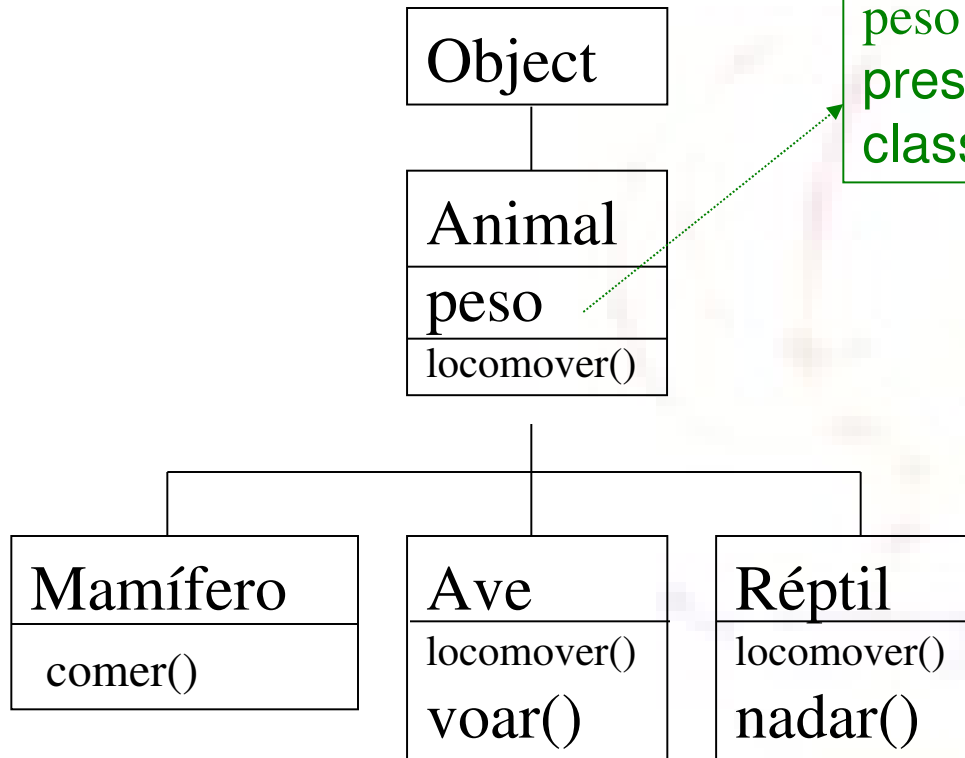 Object
peso
Animal
peso
locomover()
Mamífero
comer()
Ave
locomover()
voar()
Réptil
locomover()
nadar()